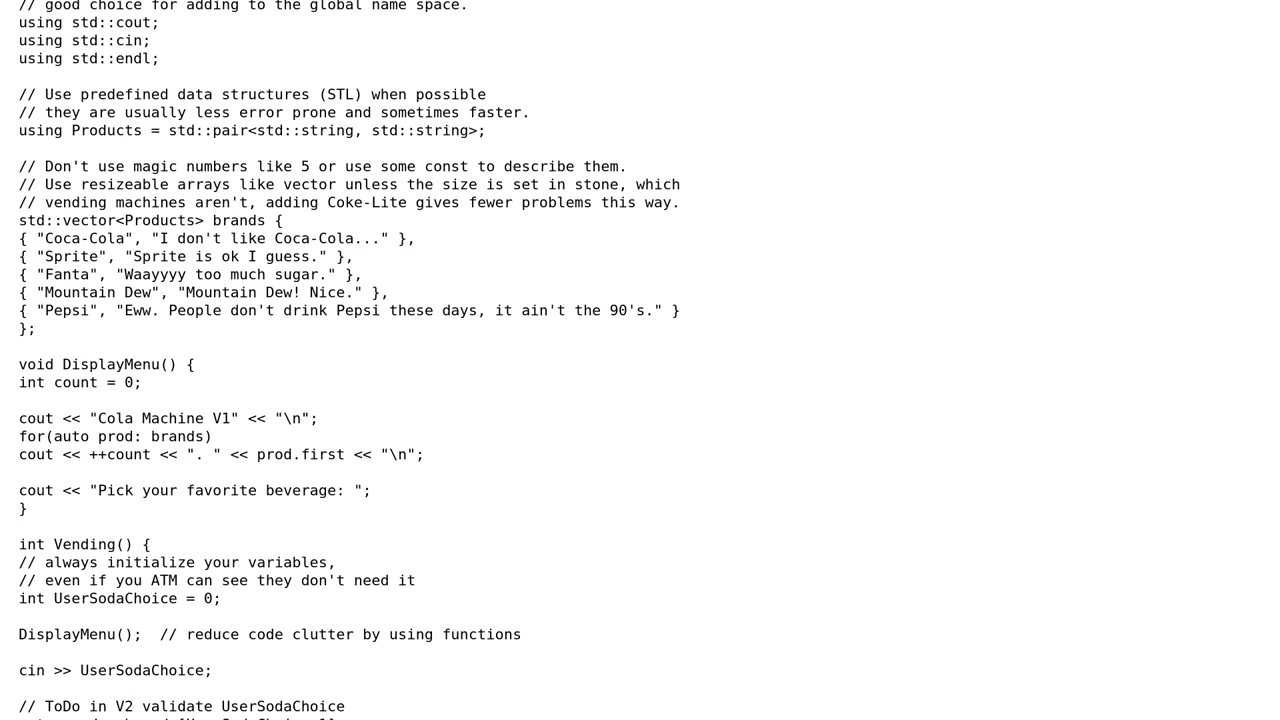 // good choice for adding to the global name space.
using std::cout;
using std::cin;
using std::endl;

// Use predefined data structures (STL) when possible
// they are usually less error prone and sometimes faster.
using Products = std::pair<std::string, std::string>;

// Don't use magic numbers like 5 or use some const to describe them.
// Use resizeable arrays like vector unless the size is set in stone, which
// vending machines aren't, adding Coke-Lite gives fewer problems this way.
std::vector<Products> brands {
{ "Coca-Cola", "I don't like Coca-Cola..." },
{ "Sprite", "Sprite is ok I guess." },
{ "Fanta", "Waayyyy too much sugar." },
{ "Mountain Dew", "Mountain Dew! Nice." },
{ "Pepsi", "Eww. People don't drink Pepsi these days, it ain't the 90's." }
};

void DisplayMenu() {
int count = 0;

cout << "Cola Machine V1" << "\n";
for(auto prod: brands)
cout << ++count << ". " << prod.first << "\n";

cout << "Pick your favorite beverage: ";
}

int Vending() {
// always initialize your variables,
// even if you ATM can see they don't need it
int UserSodaChoice = 0;

DisplayMenu();  // reduce code clutter by using functions

cin >> UserSodaChoice;

// ToDo in V2 validate UserSodaChoice